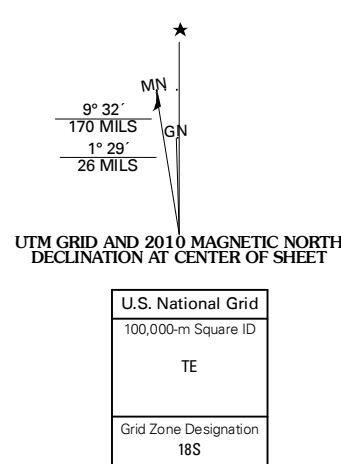 MN
GN
9° 32´
170 MILS
1° 29´
26 MILS
UTM GRID AND 2010 MAGNETIC NORTH
DECLINATION AT CENTER OF SHEET
U.S. National Grid
100,000-m Square ID
TE
Grid Zone Designation
18S